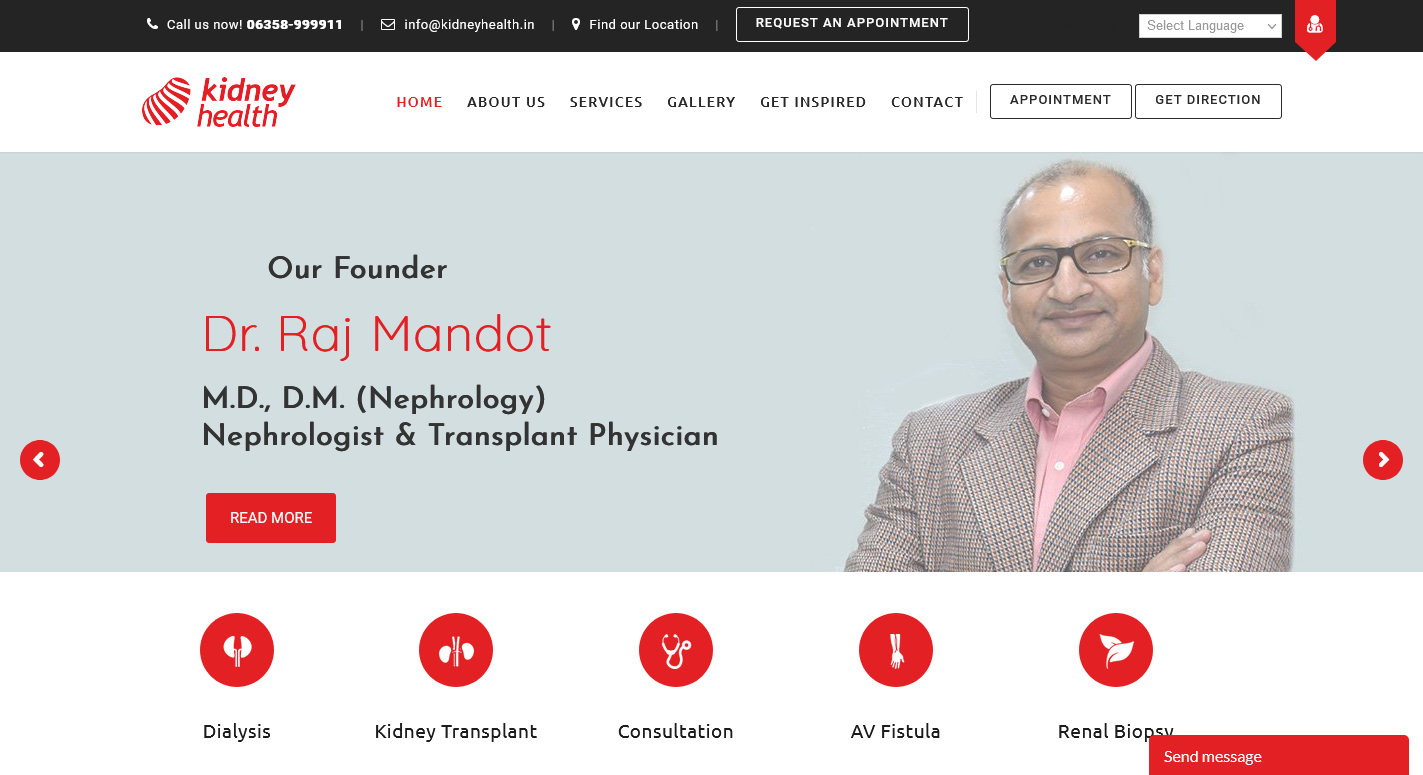 Call us now! 06358-999911 | info@kidneyhealth.in | Find our Location | REQUEST AN APPOINTMENT Select Language
kidney
health
HOME ABOUT US SERVICES GALLERY GET INSPIRED CONTACT APPOINTMENT GET DIRECTION
Our Founder
Dr. Raj Mandot
M.D., D.M. (Nephrology)
Nephrologist & Transplant Physician
READ MORE
Dialysis Kidney Transplant Consultation AV Fistula Renal Biopsy
Send message